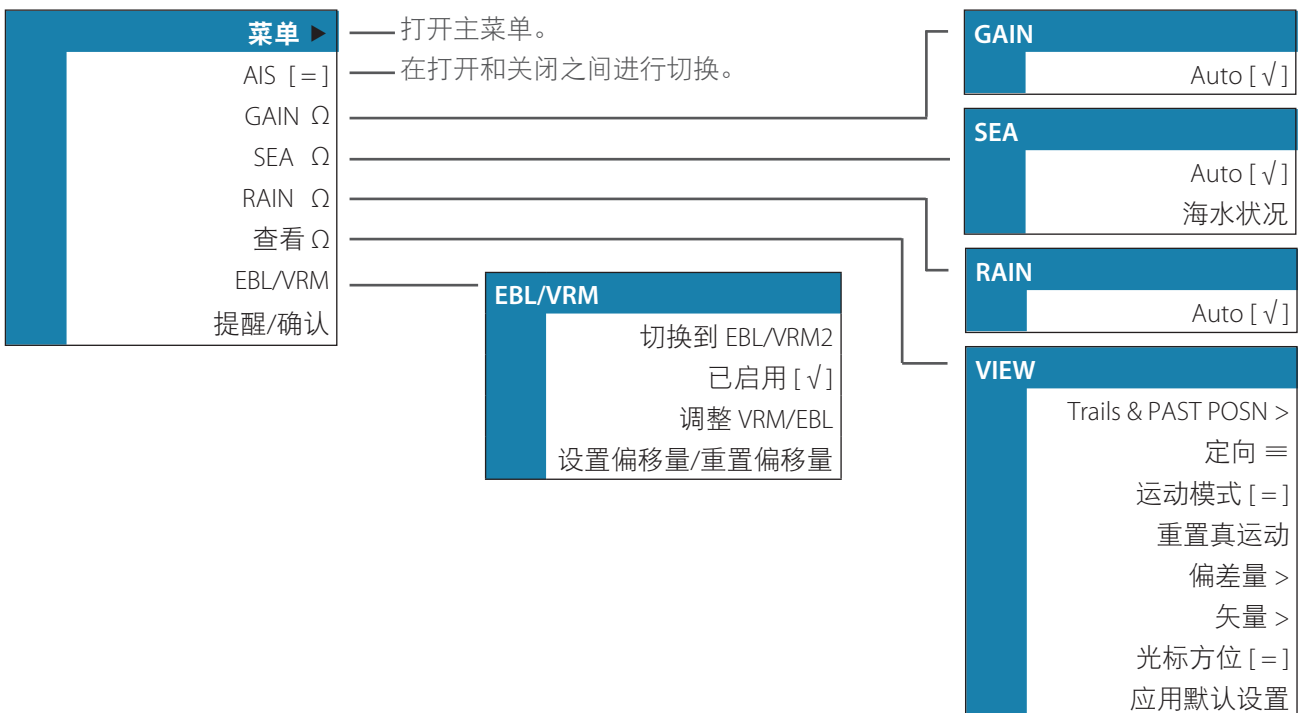 菜单 ▶
打开主菜单。
AIS [ = ]
在打开和关闭之间进行切换。
GAIN Ω
SEA Ω
RAIN Ω
查看 Ω
EBL/VRM
提醒/确认
EBL/VRM
切换到 EBL/VRM2
已启用 [ √ ]
调整 VRM/EBL
设置偏移量/重置偏移量
GAIN
Auto [ √ ]
SEA
Auto [ √ ]
海水状况
RAIN
Auto [ √ ]
VIEW
Trails & PAST POSN >
定向 ≡
运动模式 [ = ]
重置真运动
偏差量 >
矢量 >
光标方位 [ = ]
应用默认设置